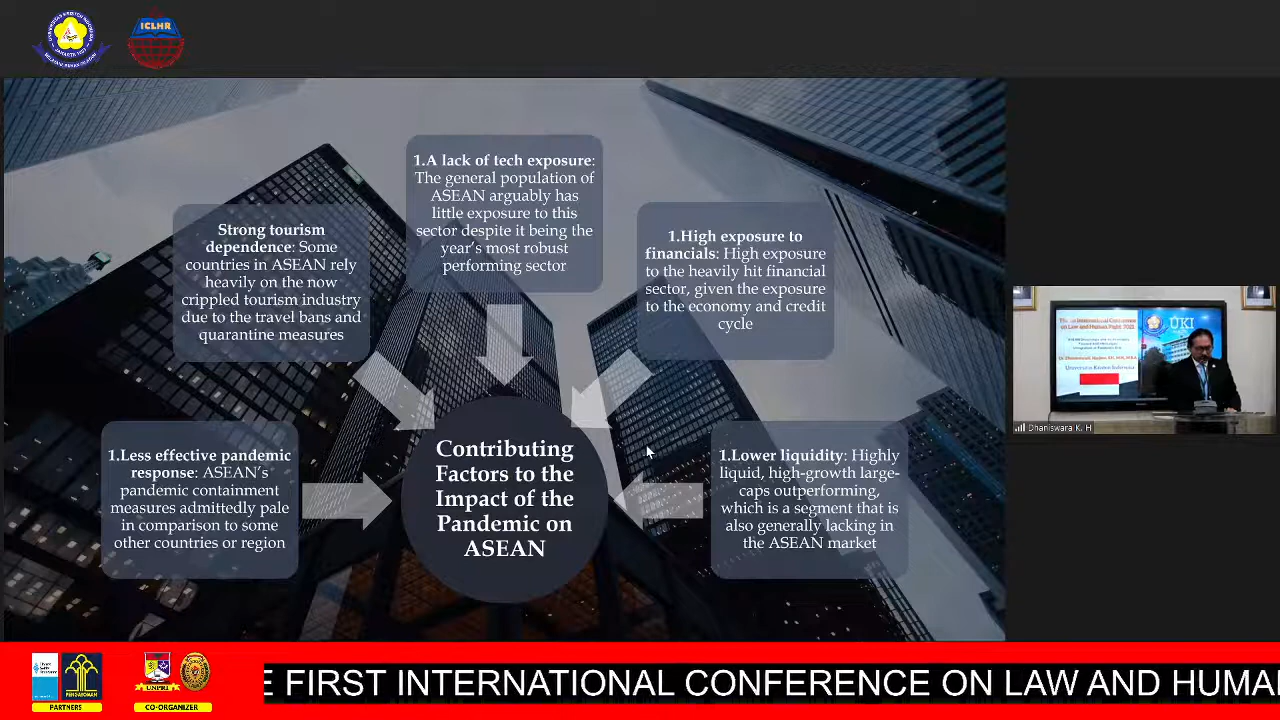 ICLHR
1.A lack of tech exposure:
The general population of
ASEAN arguably has
little exposure to this
sector despite it being the
year's most robust
performing sector
Strong tourism
dependence: Some
countries in ASEAN rely
heavily on the now
crippled tourism industry
due to the travel bans and
quarantine measures
1.High exposure to
financials: High exposure
to the heavily hit financial
sector, given the exposure
to the economy and credit
cycle
1.Less effective pandemic
response: ASEAN's
pandemic containment
measures admittedly pale
in comparison to some
other countries or region
Contributing
Factors to the
Impact of the
Pandemic on
ASEAN
1.Lower liquidity: Highly
liquid, high-growth large-
caps outperforming,
which is a segment that is
also generally lacking in
the ASEAN market
UKI
Universitas Kristen Indonesia
Dhaniswara K. H
PENGAYOMAN
PARTNERS
UNPRI
CO-ORGANIZER
E FIRST INTERNATIONAL CONFERENCE ON LAW AND HUMA